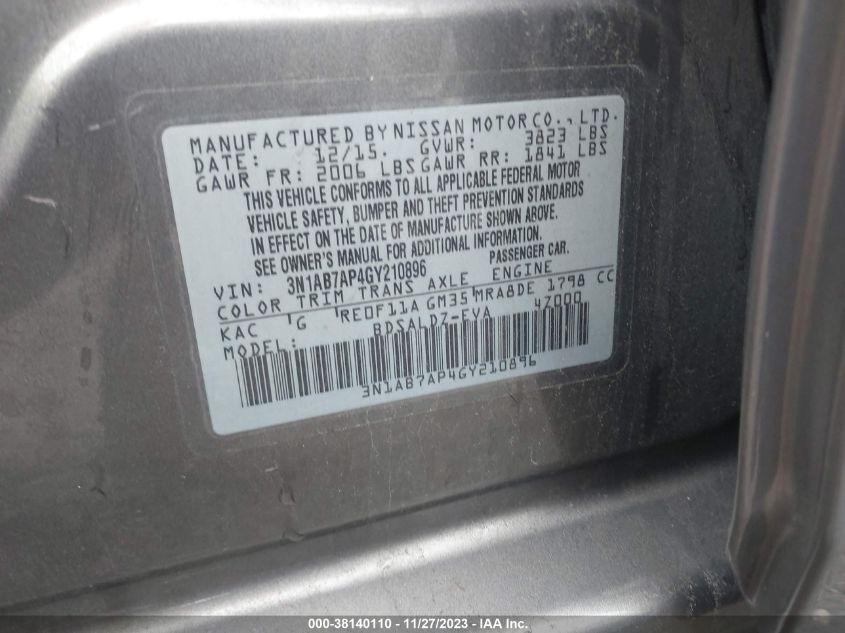 MANUFACTURED BY NISSAN MOTOR CO., LTD.
DATE: 12/15. GVWR: 3823 LBS
GAWR FR: 2006 LBS GAWR RR: 1841 LBS
THIS VEHICLE CONFORMS TO ALL APPLICABLE FEDERAL MOTOR
VEHICLE SAFETY, BUMPER AND THEFT PREVENTION STANDARDS
IN EFFECT ON THE DATE OF MANUFACTURE SHOWN ABOVE.
SEE OWNER'S MANUAL FOR ADDITIONAL INFORMATION.
VIN: 3N1AB7AP4GY210896 PASSENGER CAR.
COLOR TRIM TRANS AXLE ENGINE
KAC G RE0F11A GM35 MRA8DE 1798 CC
MODEL: BDSALDZ-EVA 4Z000
3N1AB7AP4GY210896
000-38140110 - 11/27/2023 - IAA Inc.